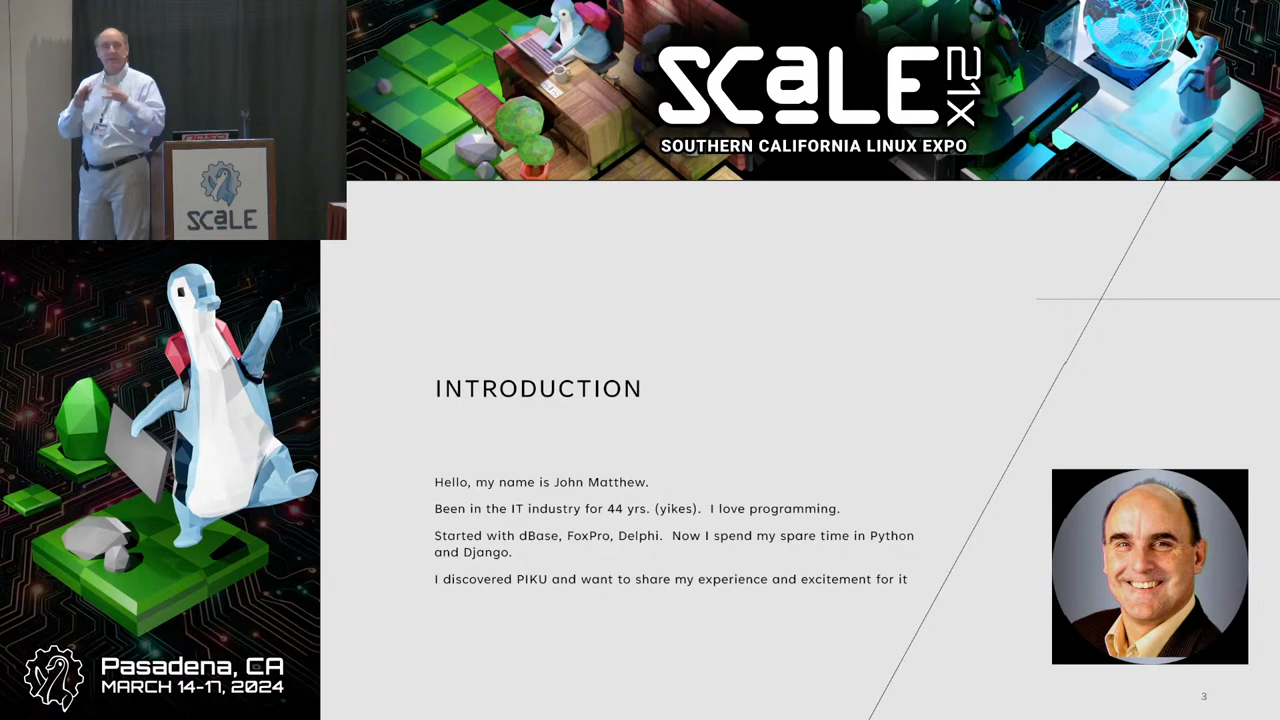 SCaLE 21X
SOUTHERN CALIFORNIA LINUX EXPO
SCaLE
INTRODUCTION
Hello, my name is John Matthew.
Been in the IT industry for 44 yrs. (yikes).  I love programming.
Started with dBase, FoxPro, Delphi.  Now I spend my spare time in Python
and Django.
I discovered PIKU and want to share my experience and excitement for it
Pasadena, CA
MARCH 14-17, 2024
3